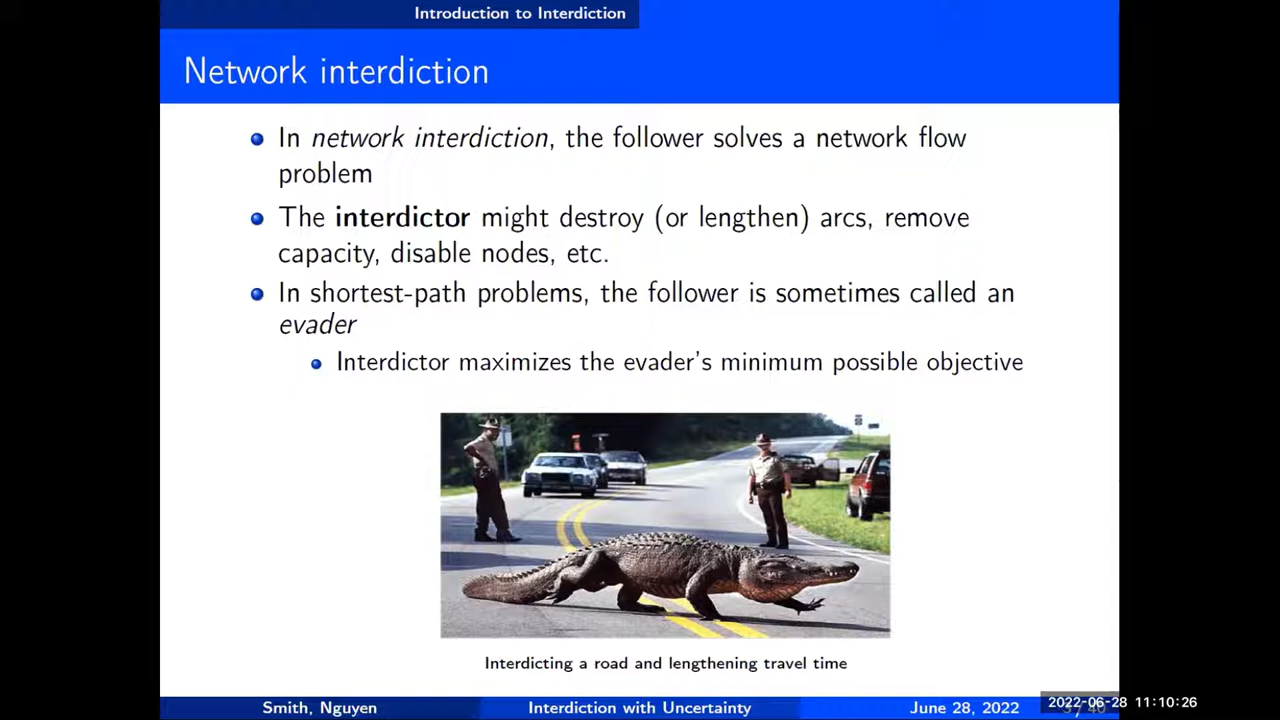 Introduction to Interdiction
Network interdiction
In network interdiction, the follower solves a network flow
problem
The interdictor might destroy (or lengthen) arcs, remove
capacity, disable nodes, etc.
In shortest-path problems, the follower is sometimes called an
evader
Interdictor maximizes the evader's minimum possible objective
Interdicting a road and lengthening travel time
Smith, Nguyen
Interdiction with Uncertainty
June 28, 2022
2022-06-28 11:10:26